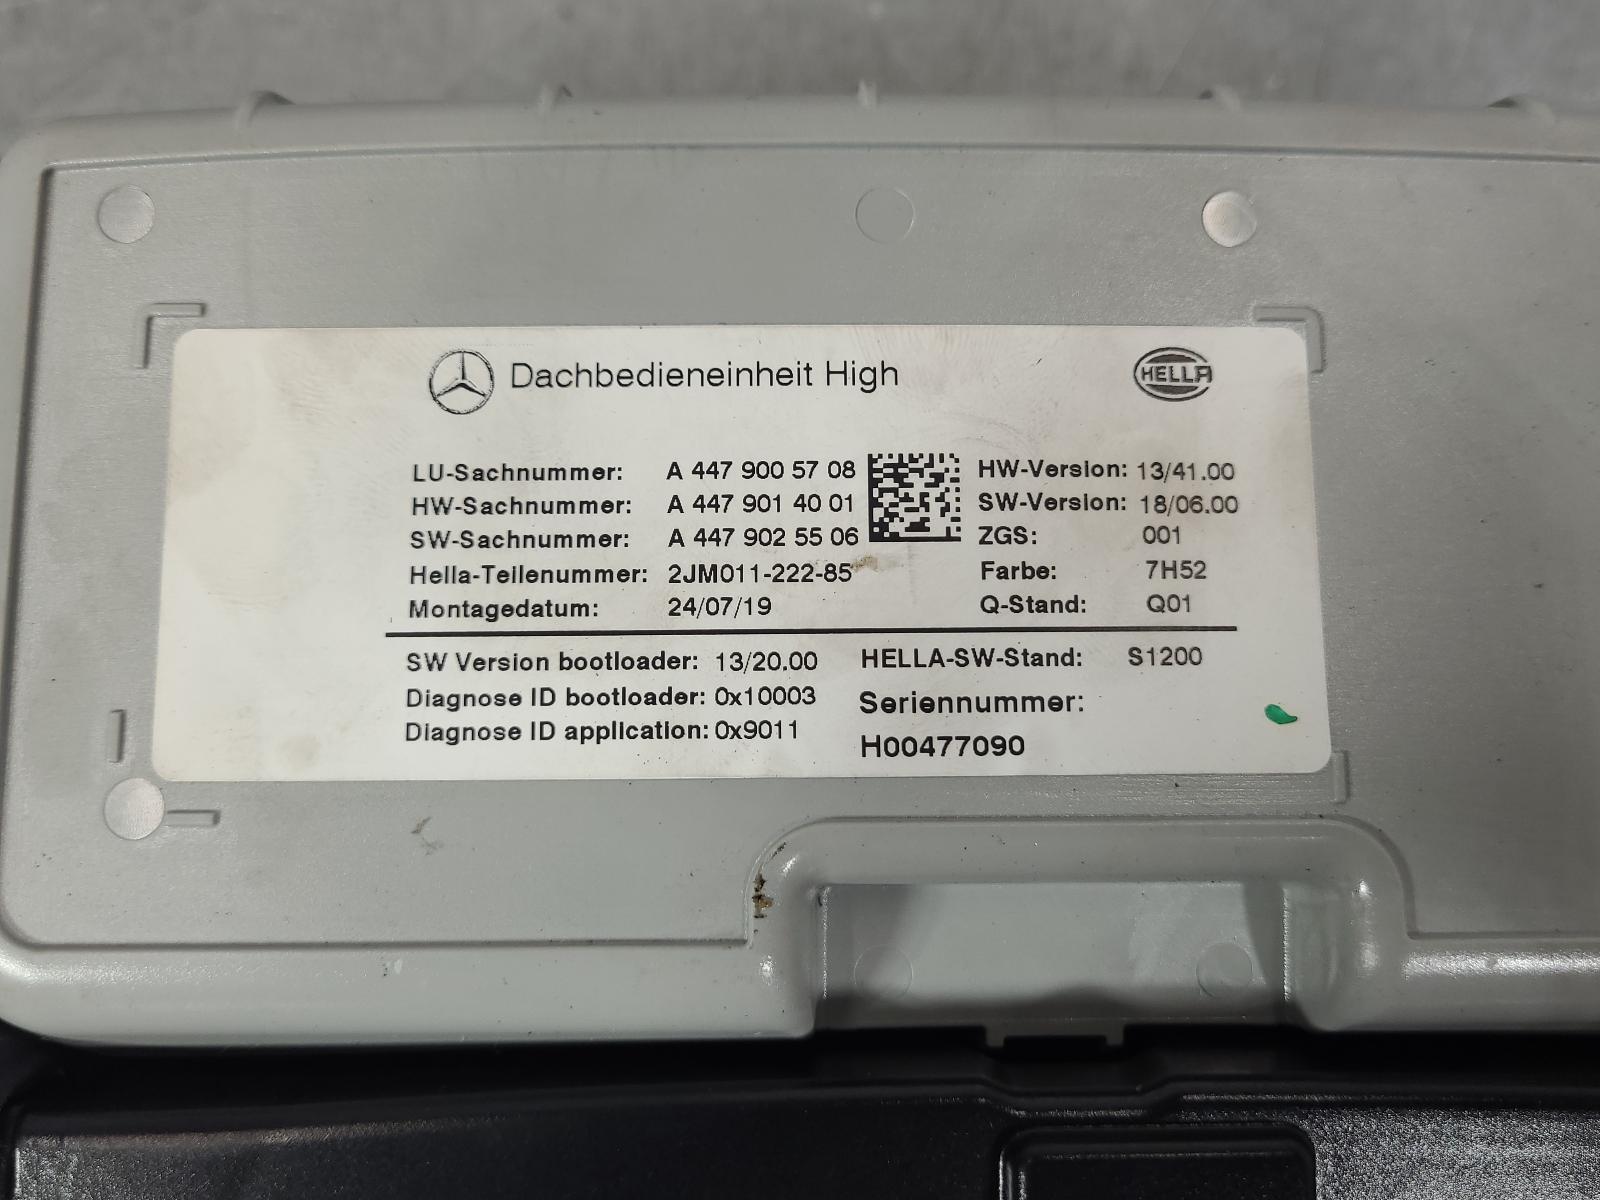 Dachbedieneinheit High
HELLA
LU-Sachnummer: A 447 900 57 08
HW-Sachnummer: A 447 901 40 01
SW-Sachnummer: A 447 902 55 06
Hella-Teilenummer: 2JM011-222-85
Montagedatum: 24/07/19
HW-Version: 13/41.00
SW-Version: 18/06.00
ZGS: 001
Farbe: 7H52
Q-Stand: Q01
SW Version bootloader: 13/20.00
Diagnose ID bootloader: 0x10003
Diagnose ID application: 0x9011
HELLA-SW-Stand: S1200
Seriennummer:
H00477090